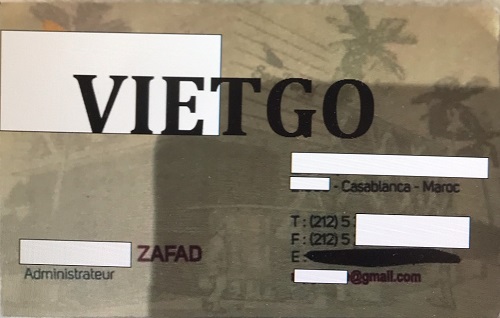 VIETGO
- Casablanca - Maroc
T : (212) 5
F : (212) 5
E :
@gmail.com
ZAFAD
Administrateur